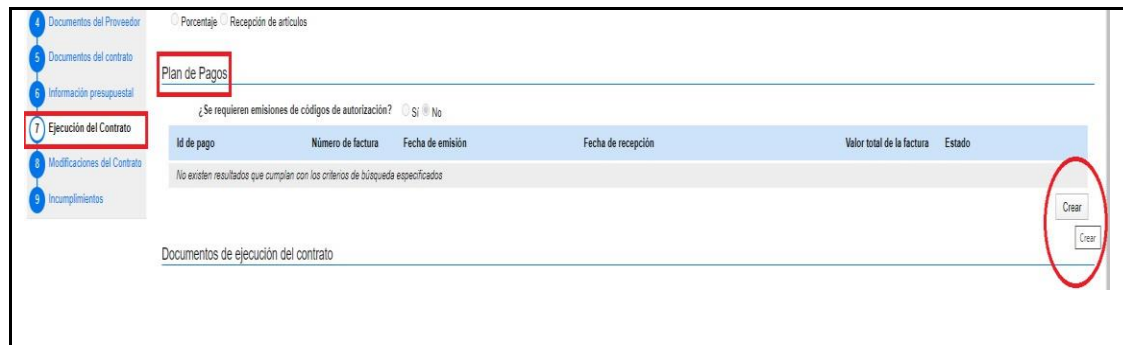 4 Documentos del Proveedor
Porcentaje Recepción de artículos
5 Documentos del contrato
Plan de Pagos
6 Información presupuestal
¿Se requieren emisiones de códigos de autorización? Sí No
7 Ejecución del Contrato
Id de pago Número de factura Fecha de emisión Fecha de recepción Valor total de la factura Estado
8 Modificaciones del Contrato
No existen resultados que cumplan con los criterios de búsqueda especificados
9 Incumplimientos
Crear
Crear
Documentos de ejecución del contrato